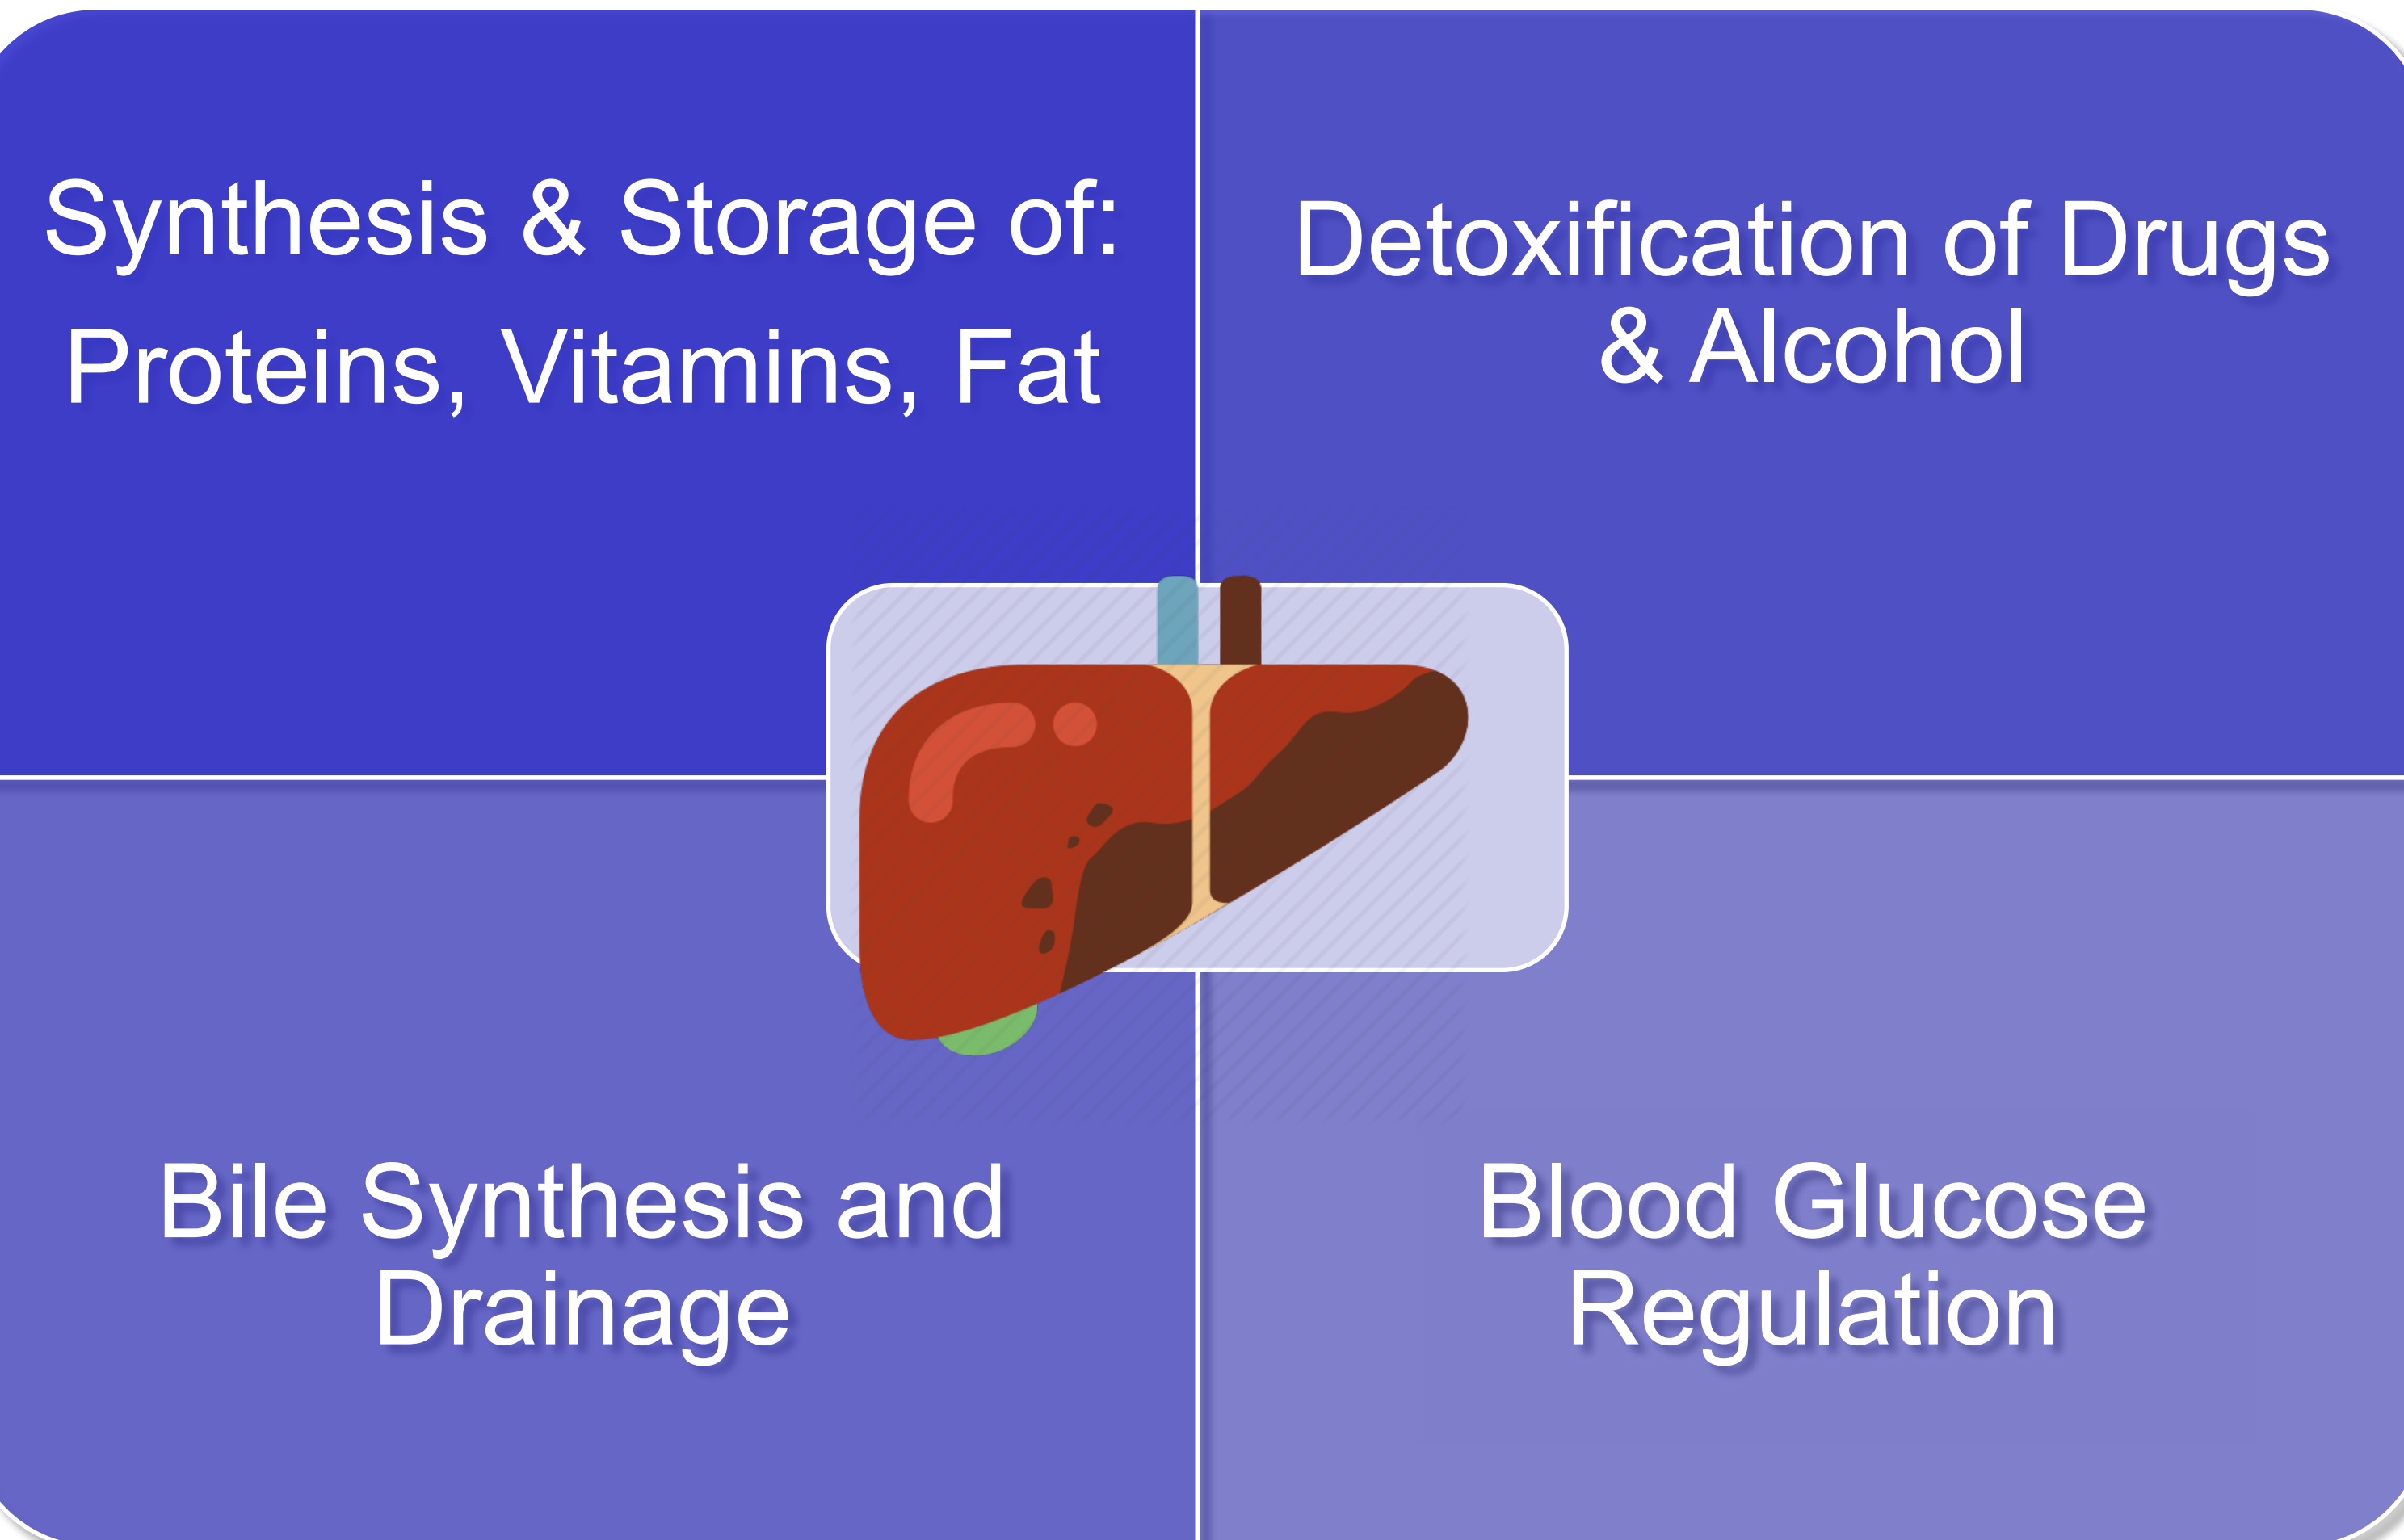 Synthesis & Storage of:
Proteins, Vitamins, Fat
Detoxification of Drugs
& Alcohol
Bile Synthesis and
Drainage
Blood Glucose
Regulation